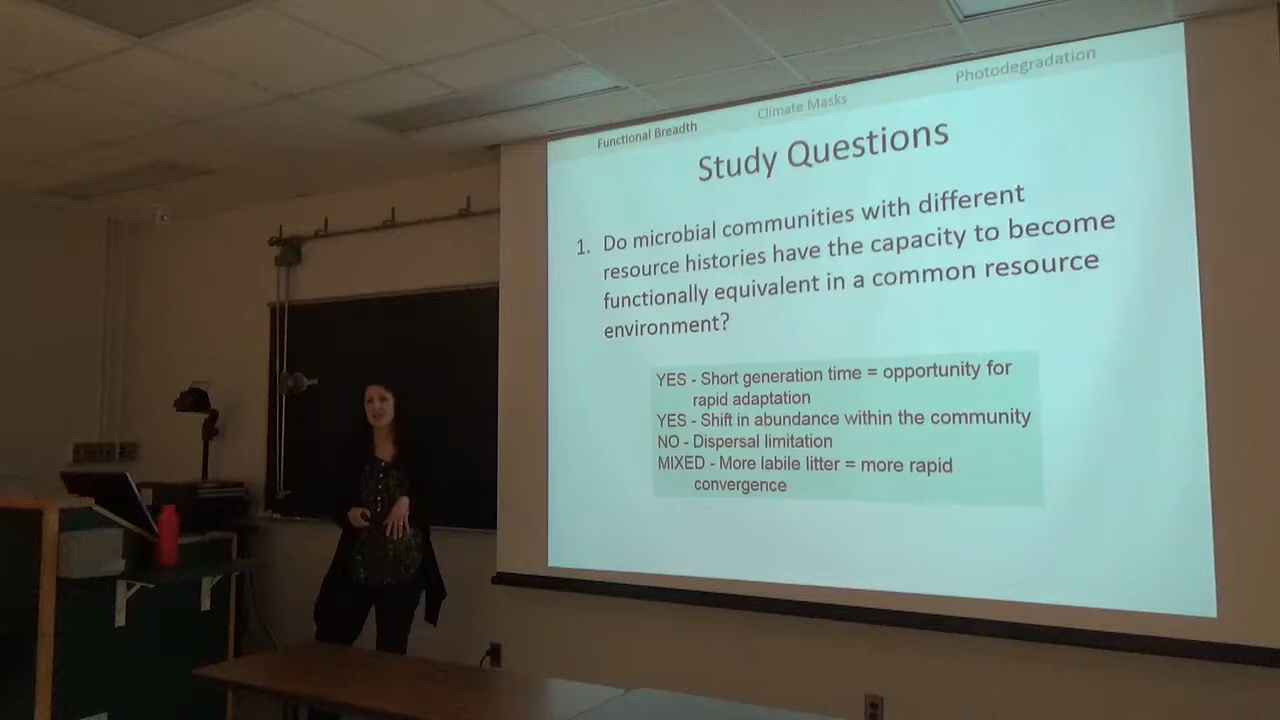 Functional Breadth
Climate Masks
Photodegradation
Study Questions
1. Do microbial communities with different
resource histories have the capacity to become
functionally equivalent in a common resource
environment?
YES - Short generation time = opportunity for
rapid adaptation
YES - Shift in abundance within the community
NO - Dispersal limitation
MIXED - More labile litter = more rapid
convergence